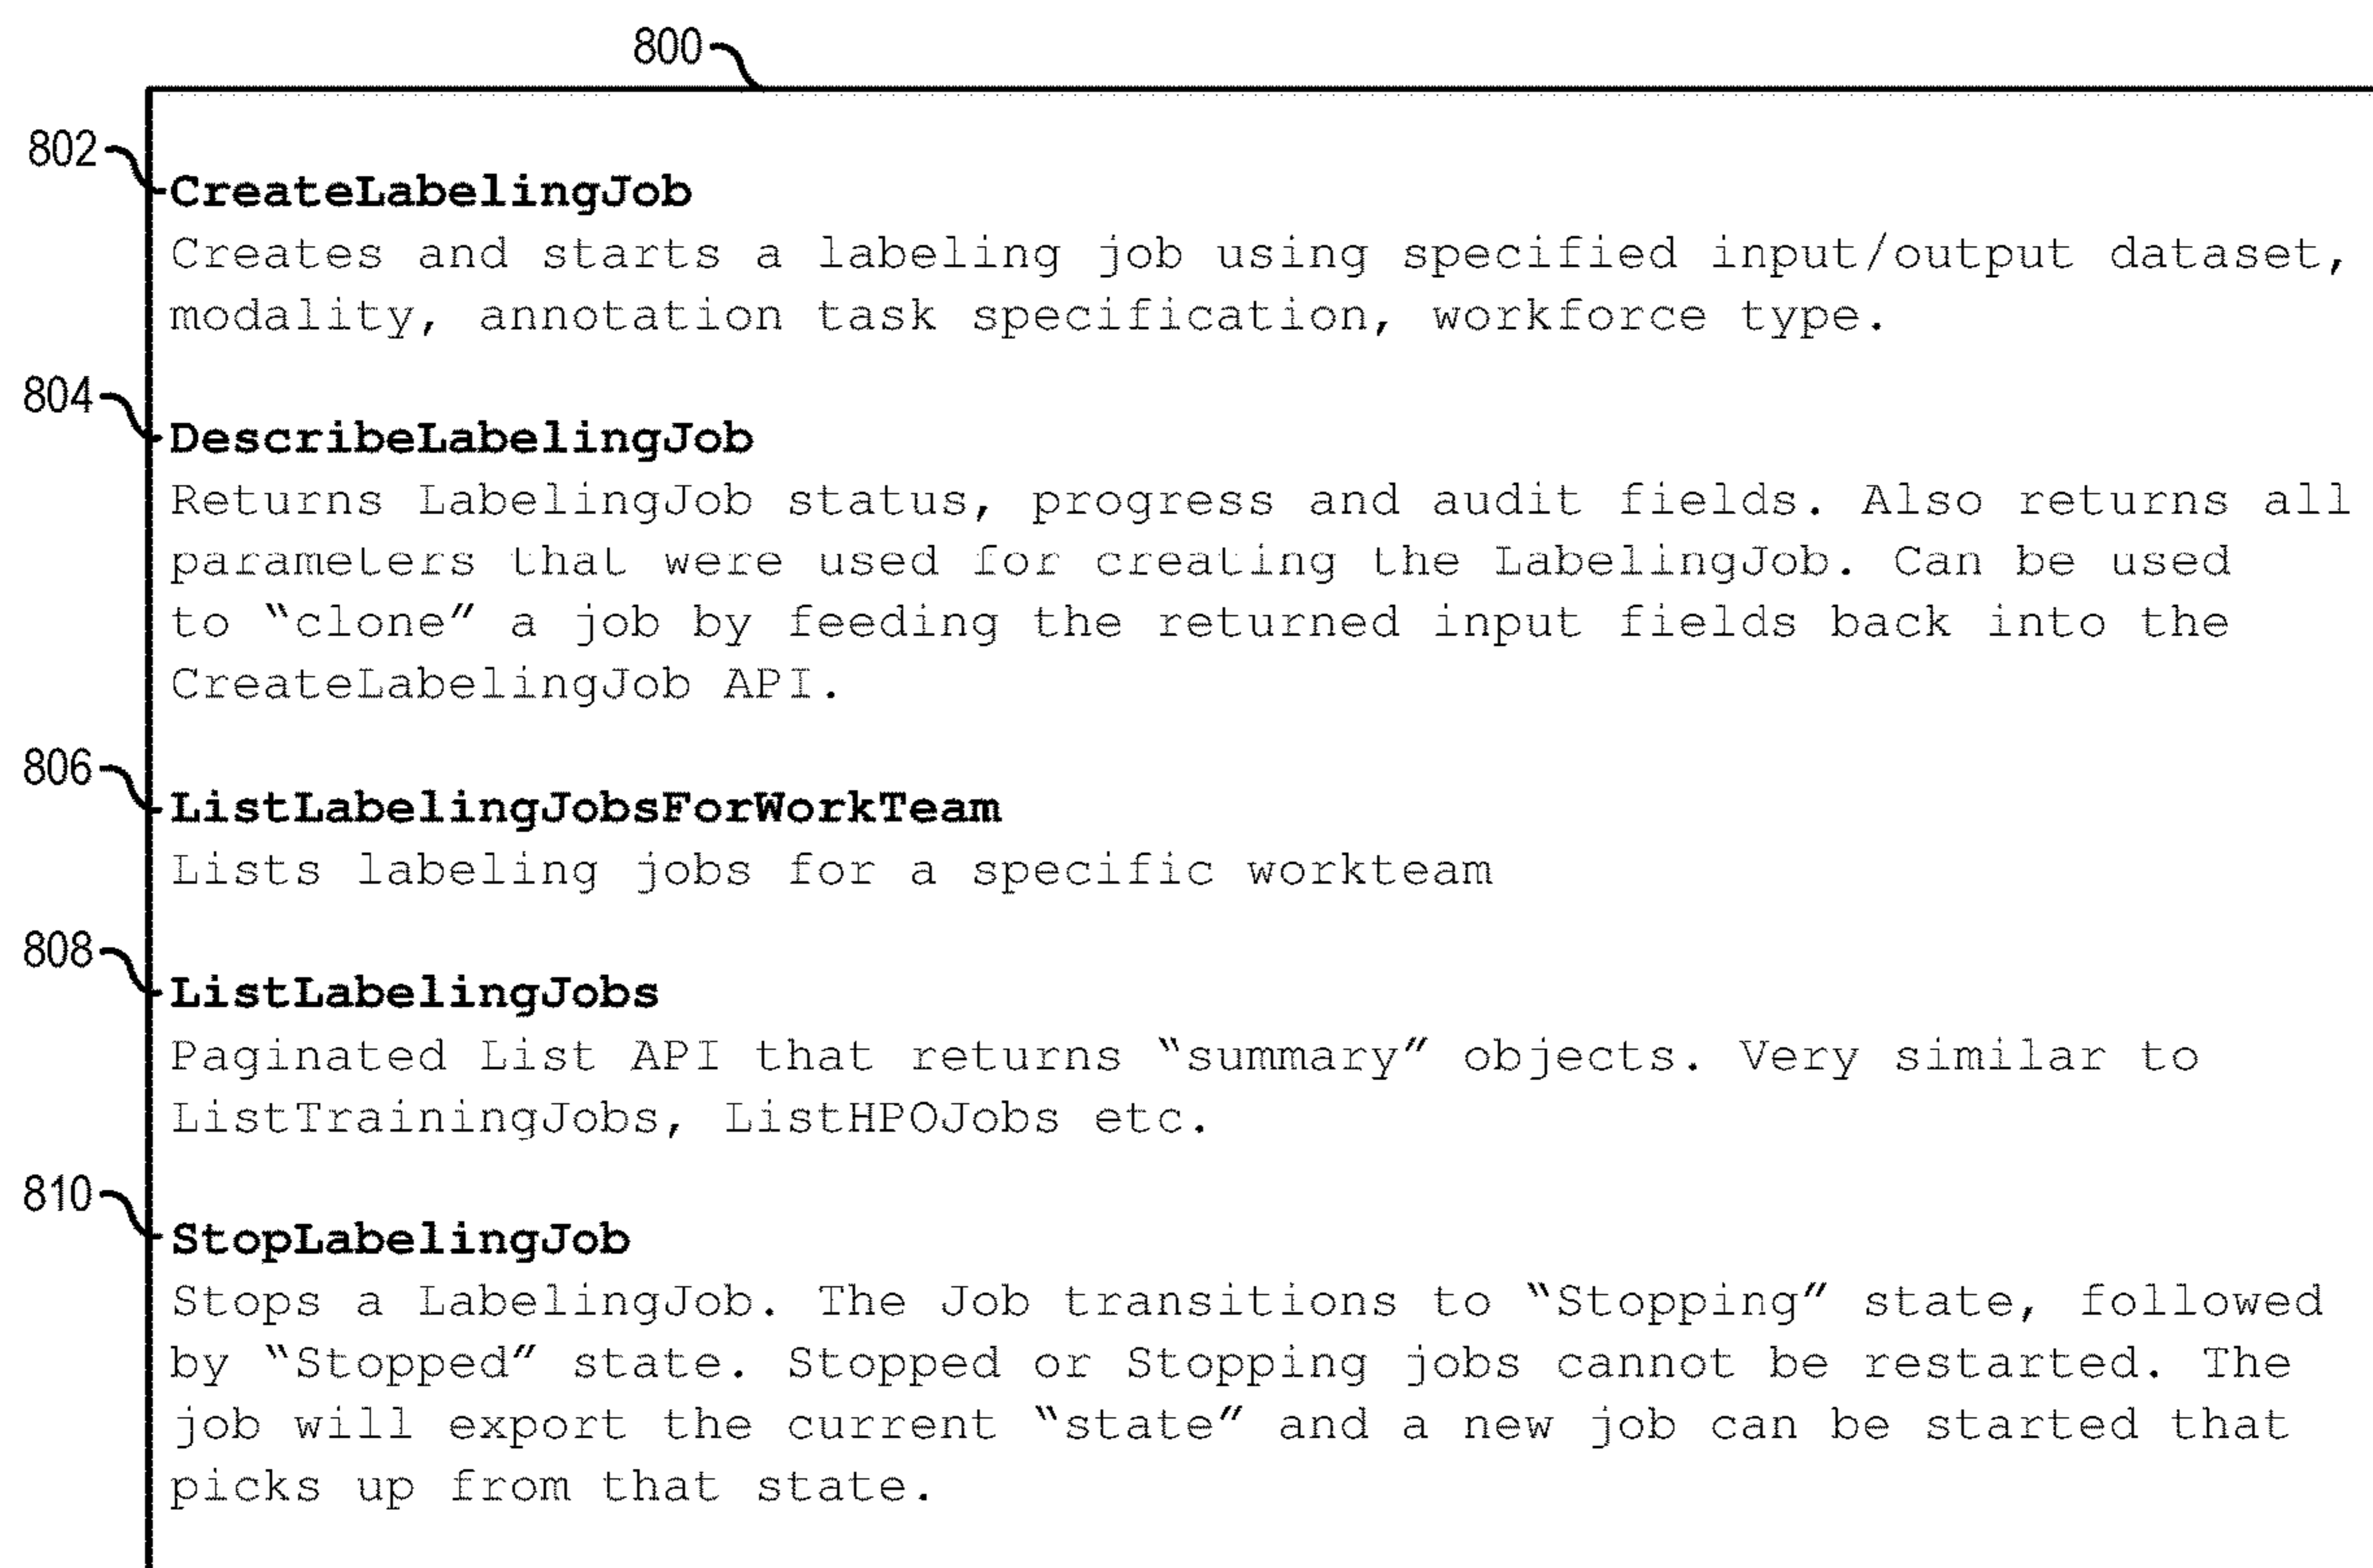 800
802
CreateLabelingJob
Creates and starts a labeling job using specified input/output dataset,
modality, annotation task specification, workforce type.
804
DescribeLabelingJob
Returns LabelingJob status, progress and audit fields. Also returns all
parameters that were used for creating the LabelingJob. Can be used
to “clone” a job by feeding the returned input fields back into the
CreateLabelingJob API.
806
ListLabelingJobsForWorkTeam
Lists labeling jobs for a specific workteam
808
ListLabelingJobs
Paginated List API that returns “summary” objects. Very similar to
ListTrainingJobs, ListHPOJobs etc.
810
StopLabelingJob
Stops a LabelingJob. The Job transitions to “Stopping” state, followed
by “Stopped” state. Stopped or Stopping jobs cannot be restarted. The
job will export the current “state” and a new job can be started that
picks up from that state.